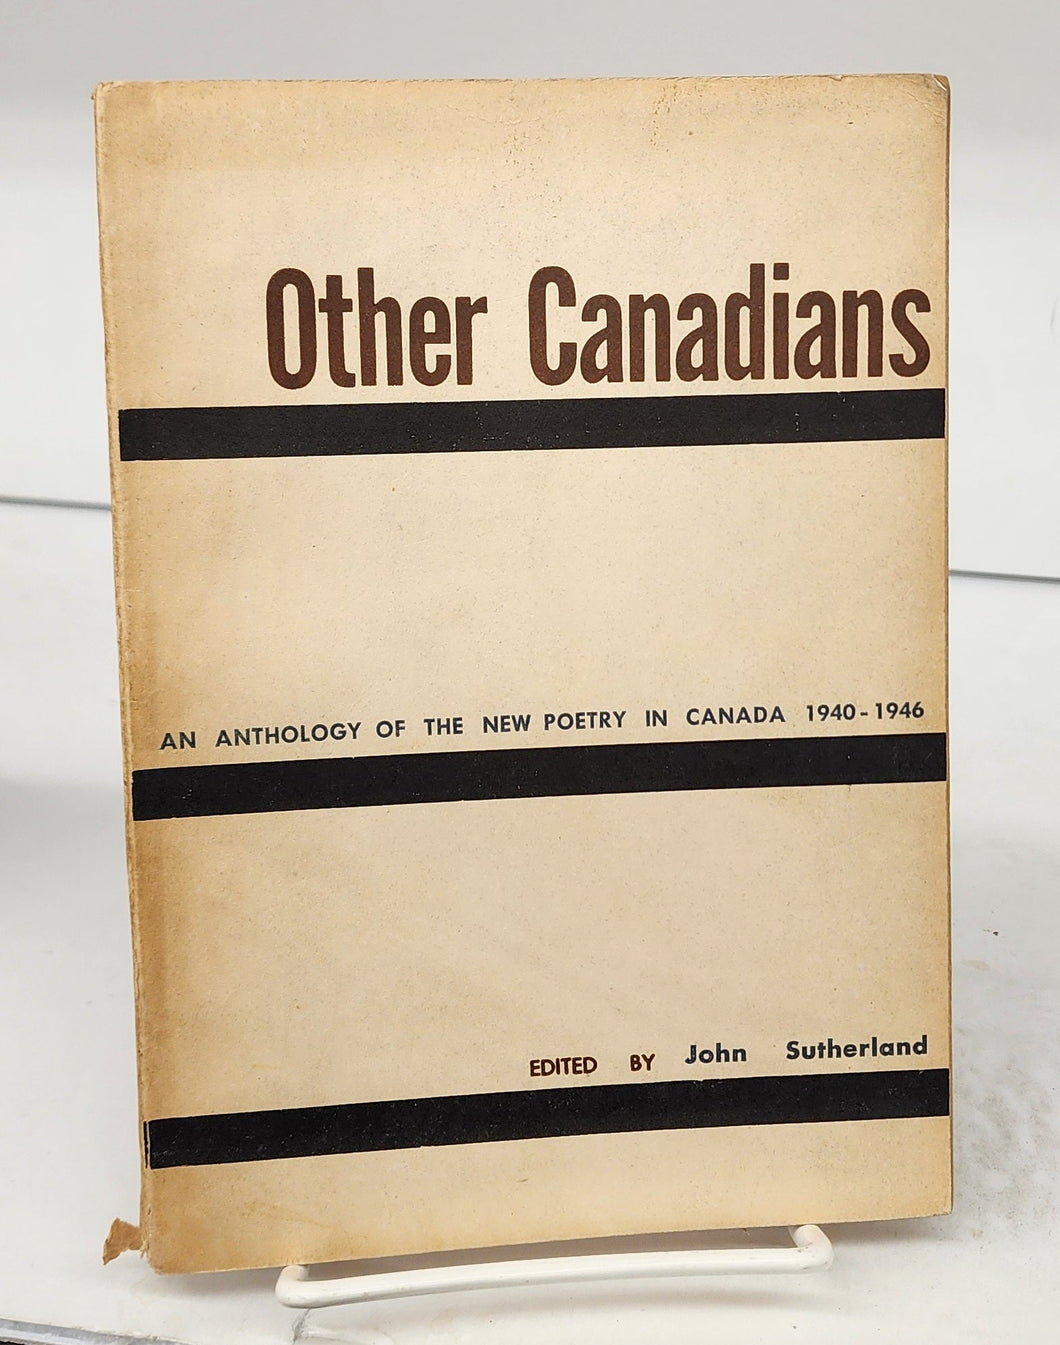 Other Canadians
AN ANTHOLOGY OF THE NEW POETRY IN CANADA 1940-1946
EDITED BY John Sutherland